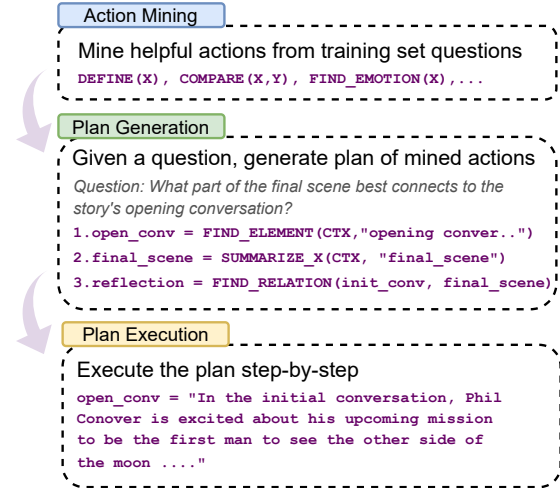 Action Mining
Mine helpful actions from training set questions
DEFINE(X), COMPARE(X,Y), FIND_EMOTION(X),...
Plan Generation
Given a question, generate plan of mined actions
Question: What part of the final scene best connects to the
story's opening conversation?
1.open_conv = FIND_ELEMENT(CTX,"opening conver..")
2.final_scene = SUMMARIZE_X(CTX, "final_scene")
3.reflection = FIND_RELATION(init_conv, final_scene)
Plan Execution
Execute the plan step-by-step
open_conv = "In the initial conversation, Phil
Conover is excited about his upcoming mission
to be the first man to see the other side of
the moon ...."